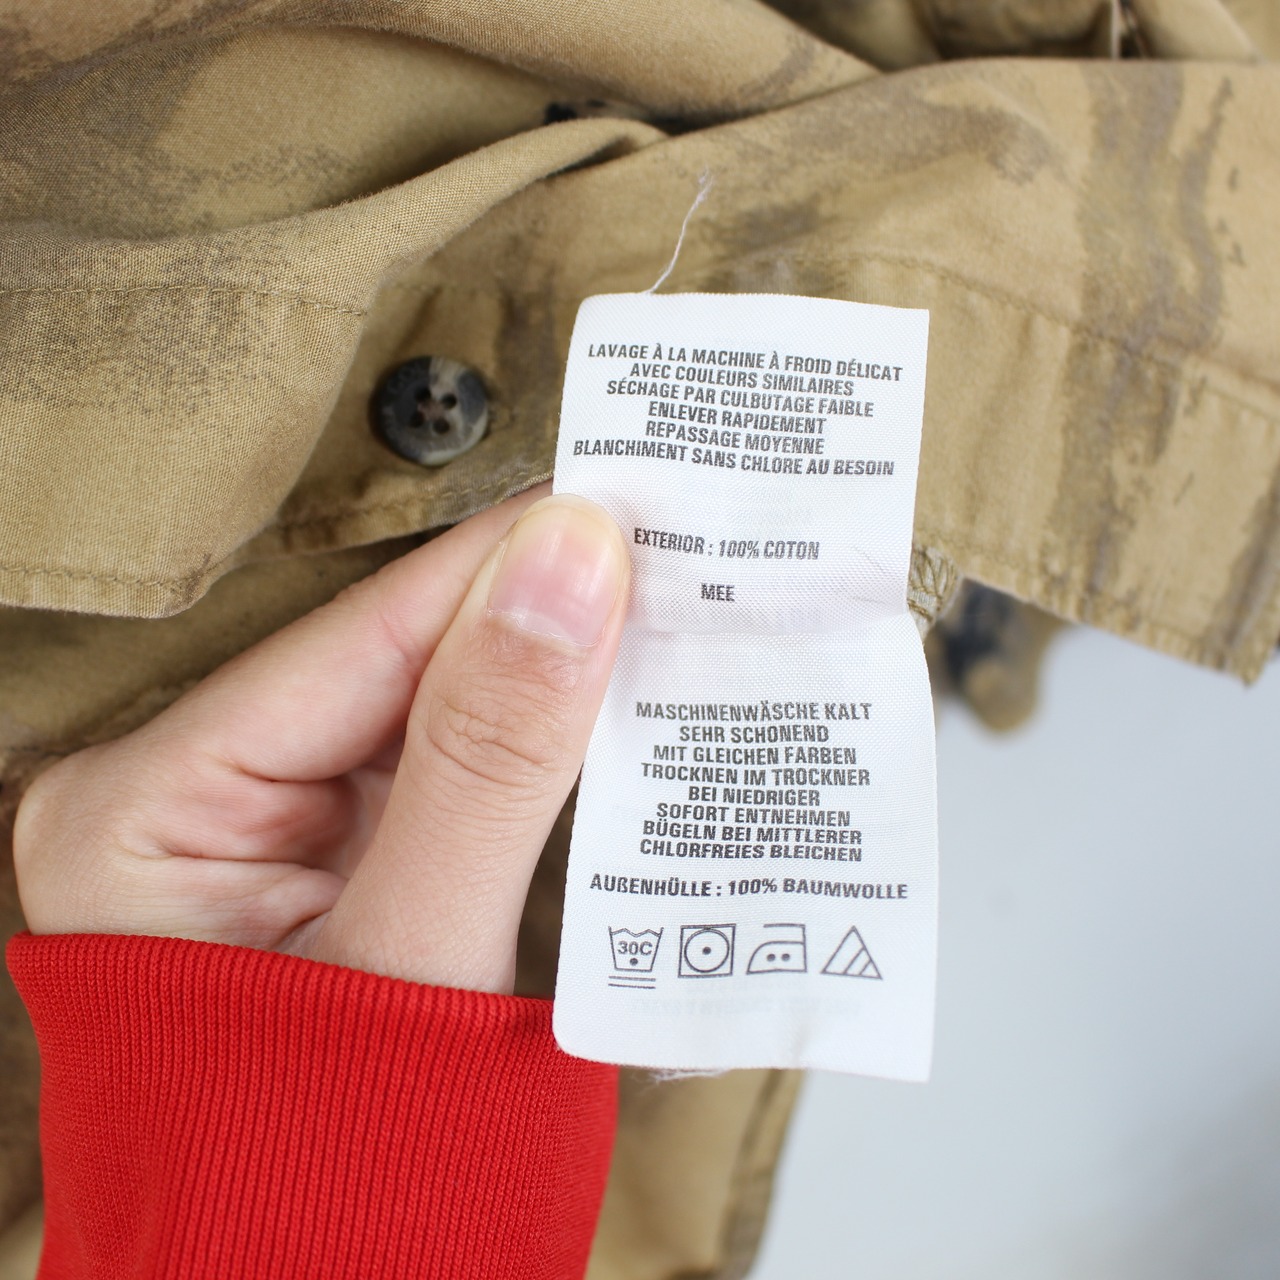 LAVAGE À LA MACHINE À FROID DÉLICAT
AVEC COULEURS SIMILAIRES
SÉCHAGE PAR CULBUTAGE FAIBLE
ENLEVER RAPIDEMENT
REPASSAGE MOYENNE
BLANCHIMENT SANS CHLORE AU BESOIN
EXTERIOR : 100% COTON
MEE
MASCHINENWÄSCHE KALT
SEHR SCHONEND
MIT GLEICHEN FARBEN
TROCKNEN IM TROCKNER
BEI NIEDRIGER
SOFORT ENTNEHMEN
BÜGELN BEI MITTLERER
CHLORFREIES BLEICHEN
AUßENHÜLLE : 100% BAUMWOLLE
30C